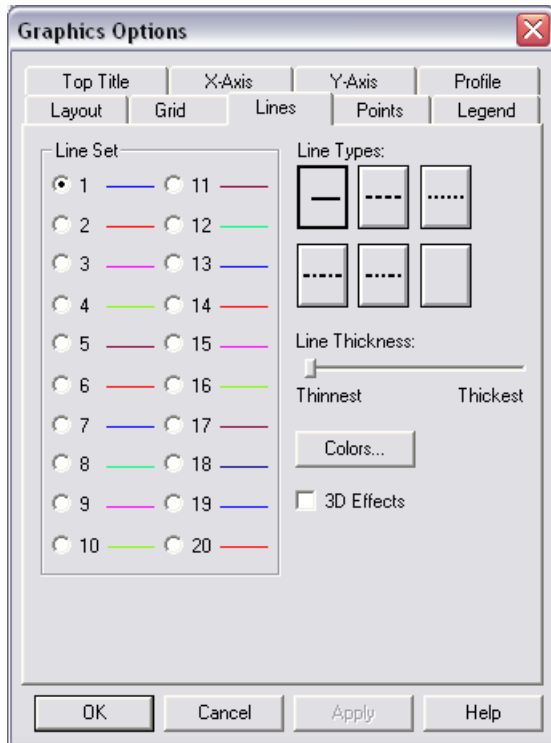 Graphics Options
Top Title X-Axis Y-Axis Profile
Layout Grid Lines Points Legend
Line Set
1 11
2 12
3 13
4 14
5 15
6 16
7 17
8 18
9 19
10 20
Line Types:
Line Thickness:
Thinnest Thickest
Colors...
3D Effects
OK Cancel Apply Help